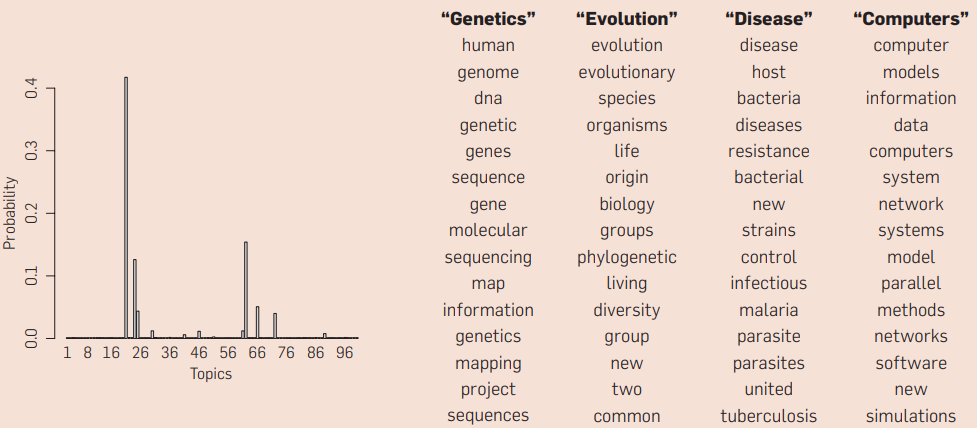 Probability
0.4
0.3
0.2
0.1
0.0
1 8 16 26 36 46 56 66 76 86 96
Topics
“Genetics” “Evolution” “Disease” “Computers”
human evolution disease computer
genome evolutionary host models
dna species bacteria information
genetic organisms diseases data
genes life resistance computers
sequence origin bacterial system
gene biology new network
molecular groups strains systems
sequencing phylogenetic control model
map living infectious parallel
information diversity malaria methods
genetics group parasite networks
mapping new parasites software
project two united new
sequences common tuberculosis simulations